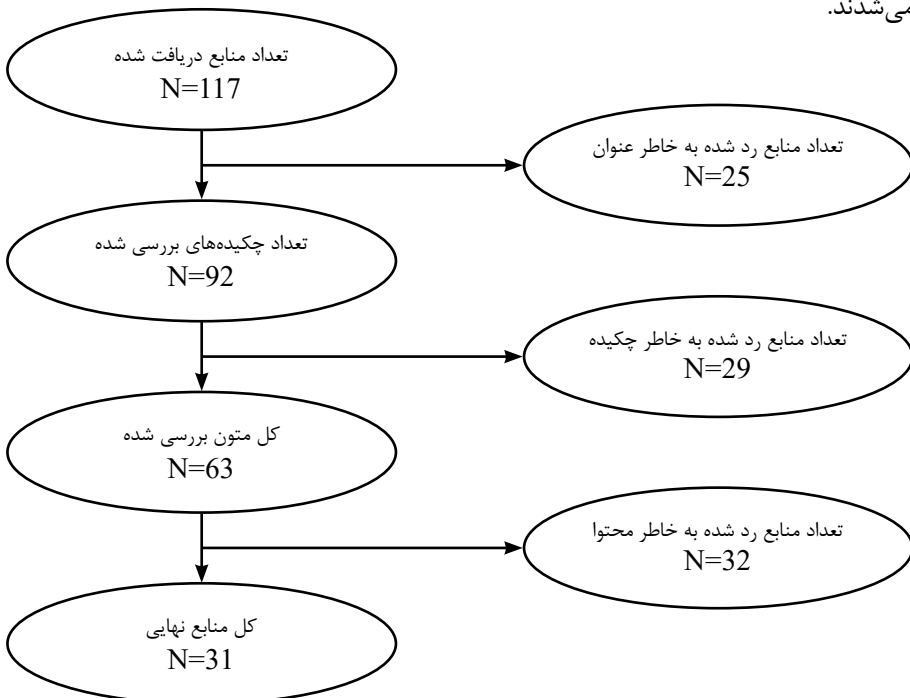 می‌شدند.
تعداد منابع دریافت شده
N=117
تعداد منابع رد شده به خاطر عنوان
N=25
تعداد چکیده‌های بررسی شده
N=92
تعداد منابع رد شده به خاطر چکیده
N=29
کل متون بررسی شده
N=63
تعداد منابع رد شده به خاطر محتوا
N=32
کل منابع نهایی
N=31